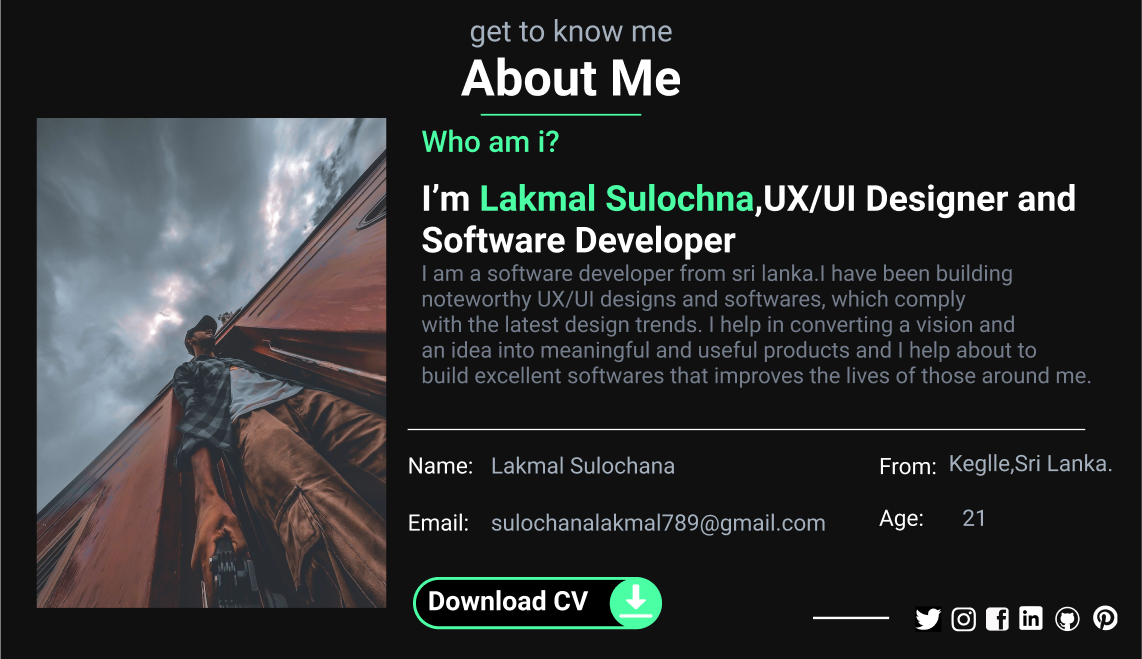 get to know me
About Me
Who am i?
I’m Lakmal Sulochna,UX/UI Designer and
Software Developer
I am a software developer from sri lanka.I have been building
noteworthy UX/UI designs and softwares, which comply
with the latest design trends. I help in converting a vision and
an idea into meaningful and useful products and I help about to
build excellent softwares that improves the lives of those around me.
Name: Lakmal Sulochana
From: Keglle,Sri Lanka.
Email: sulochanalakmal789@gmail.com
Age: 21
Download CV